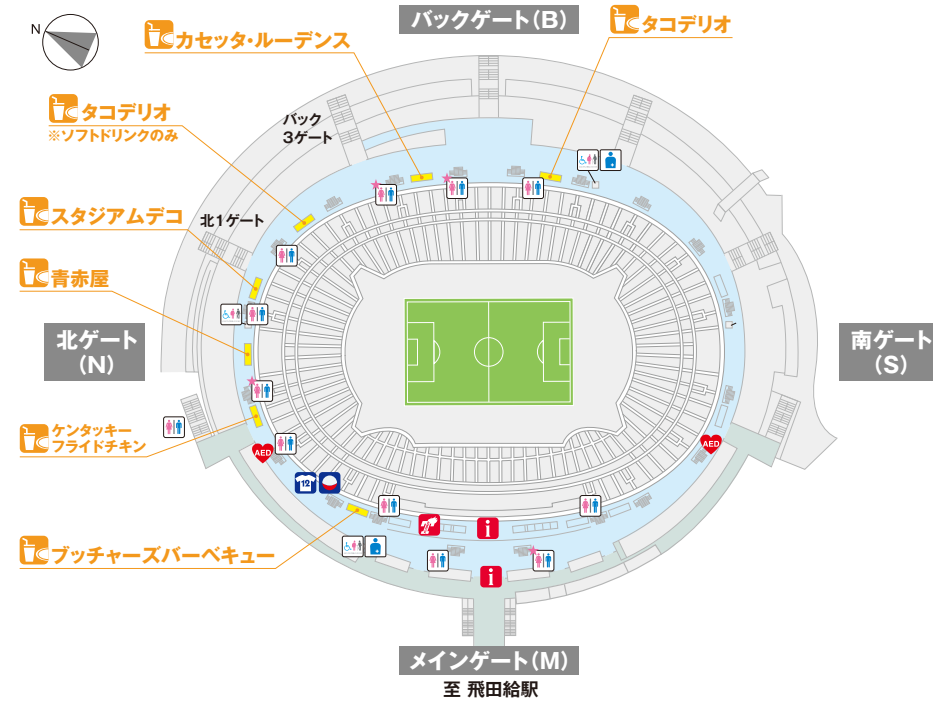 バックゲート(B)
N
カセッタ・ルーデンス
タコデリオ
タコデリオ
※ソフトドリンクのみ
バック
3ゲート
スタジアムデコ
北1ゲート
青赤屋
北ゲート
(N)
南ゲート
(S)
ケンタッキー
フライドチキン
AED
AED
12
i
ブッチャーズバーベキュー
i
メインゲート(M)
至 飛田給駅